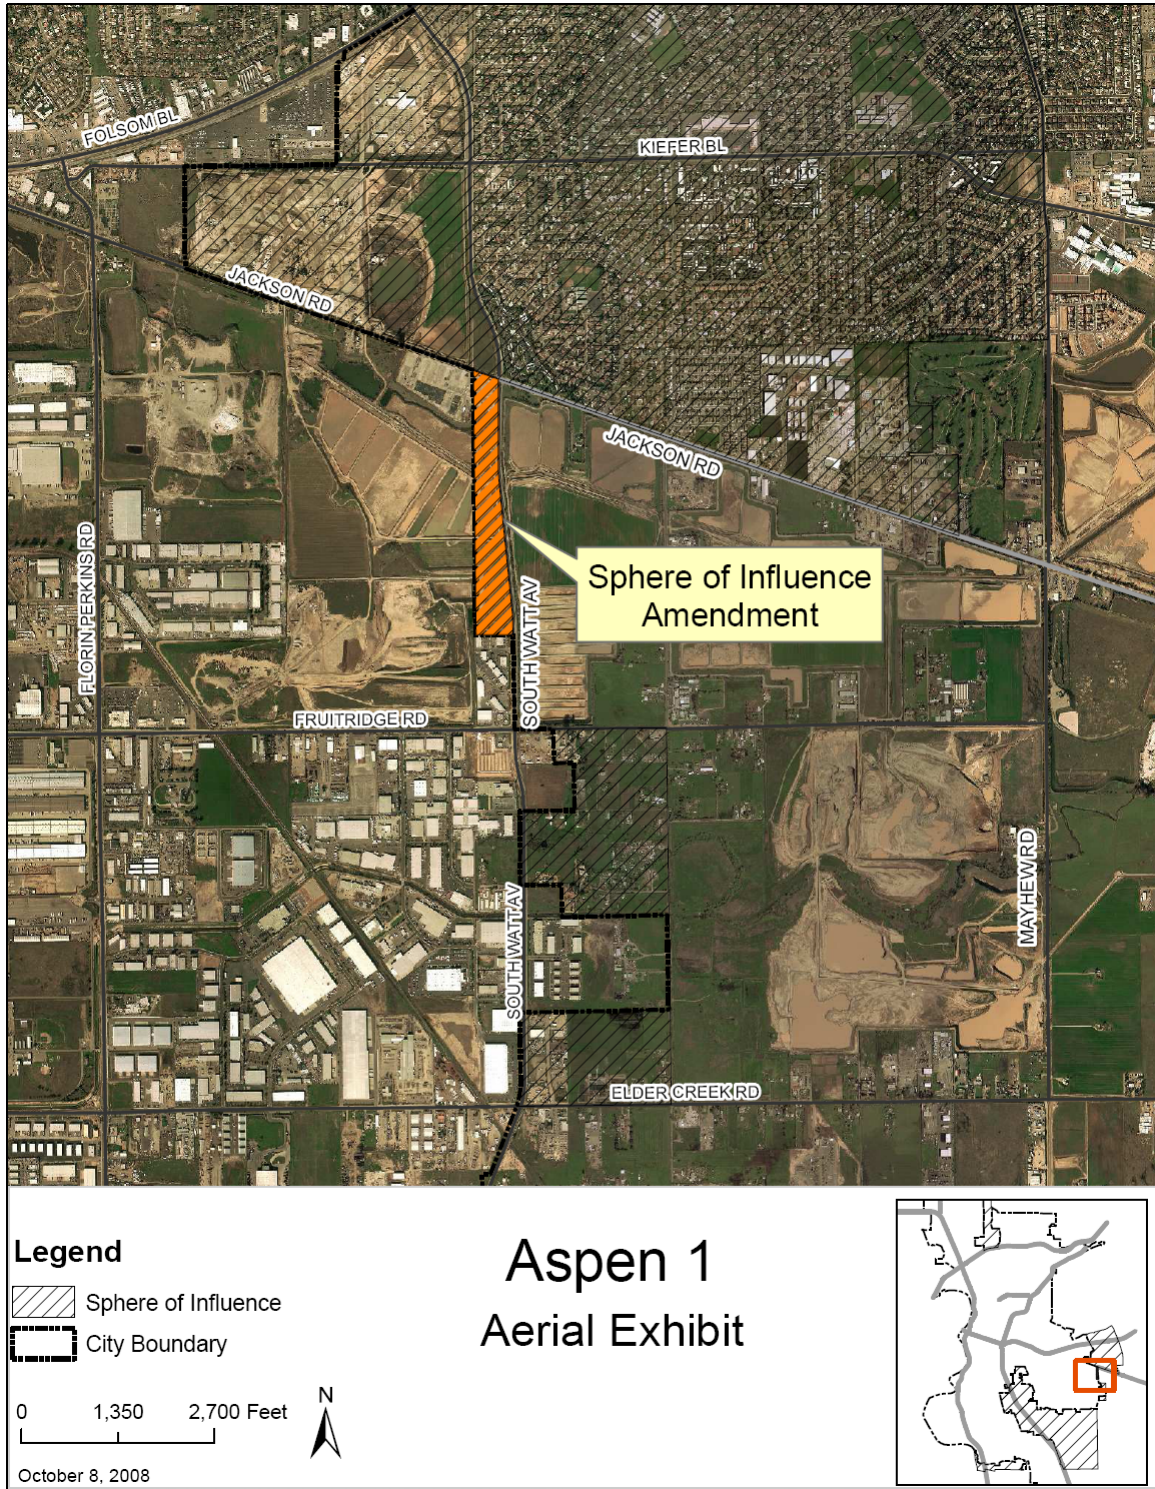 FOLSOM BL
KIEFER BL
JACKSON RD
JACKSON RD
FLORIN PERKINS RD
Sphere of Influence
Amendment
SOUTH WATT AV
FRUITRIDGE RD
MAYHEW RD
SOUTH WATT AV
ELDER CREEK RD
Legend
Sphere of Influence
City Boundary
0 1,350 2,700 Feet
N
October 8, 2008
Aspen 1
Aerial Exhibit